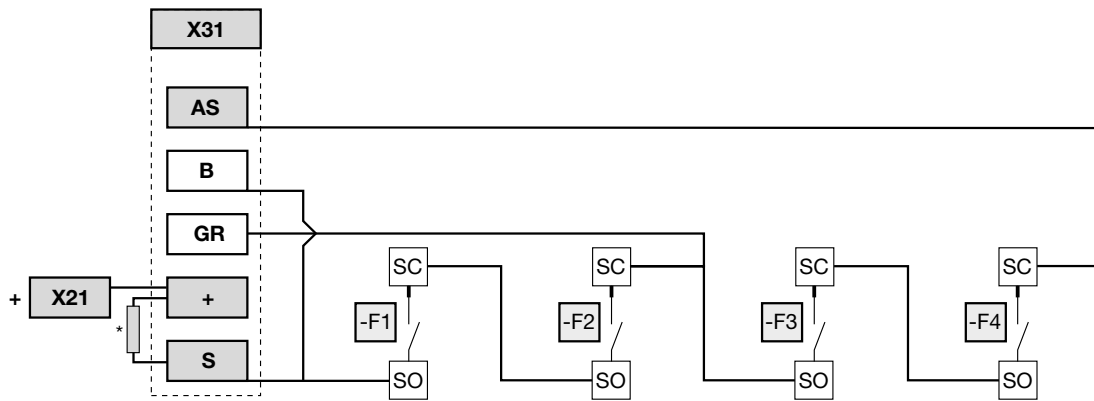 X31
AS
B
GR
SC SC SC SC
+ X21 +
*
-F1 -F2 -F3 -F4
S
SO SO SO SO